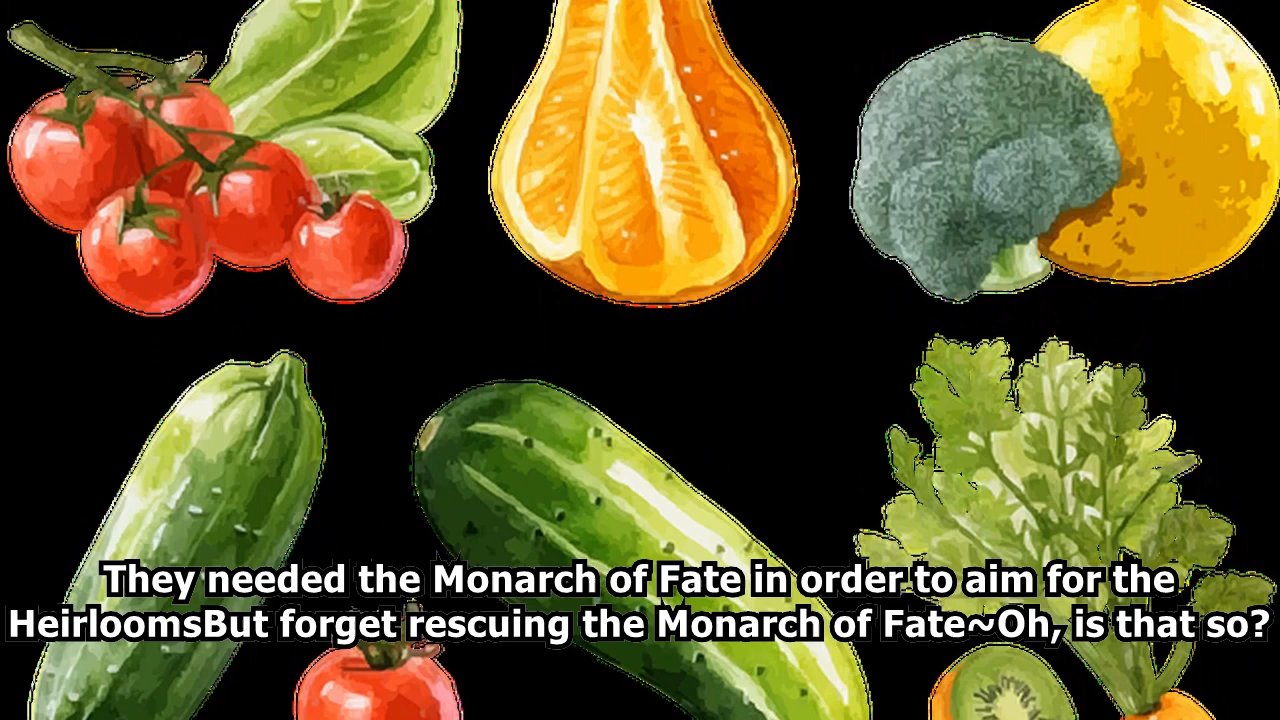 They needed the Monarch of Fate in order to aim for the
HeirloomsBut forget rescuing the Monarch of Fate~Oh, is that so?